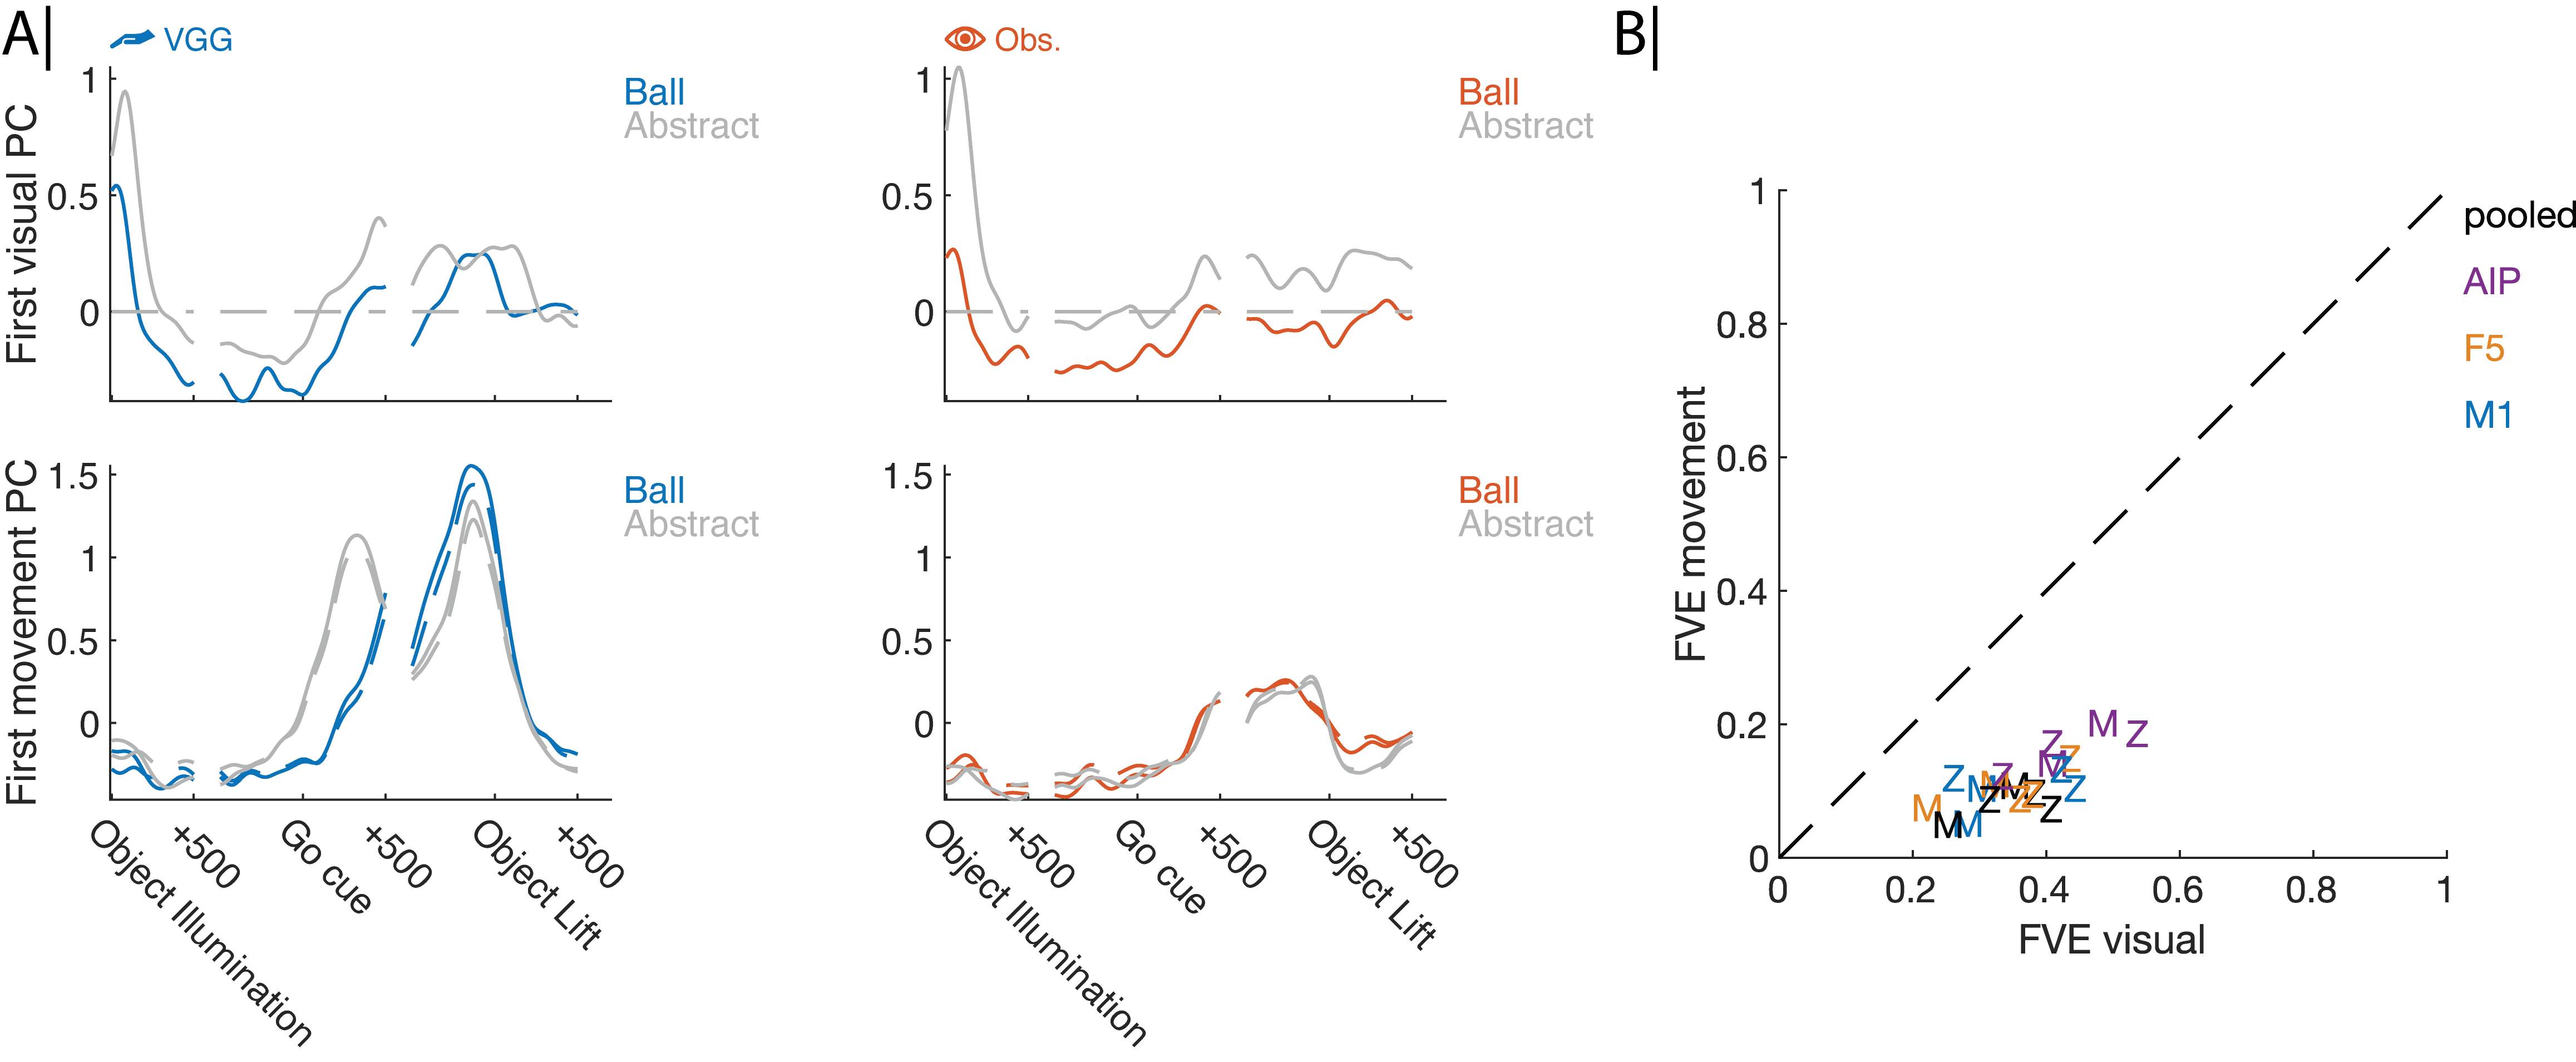 A|
VGG
First visual PC
1
0.5
0
Ball
Abstract
Obs.
1
0.5
0
Ball
Abstract
First movement PC
1.5
1
0.5
0
Ball
Abstract
Object Illumination
+500
Go cue
+500
Object Lift
+500
1.5
1
0.5
0
Ball
Abstract
Object Illumination
+500
Go cue
+500
Object Lift
+500
B|
FVE movement
1
0.8
0.6
0.4
0.2
0
0
0.2
0.4
0.6
0.8
1
FVE visual
pooled
AIP
F5
M1
M Z
Z
M Z
Z
Z M
M
Z
Z
M
Z
Z
Z
M
M